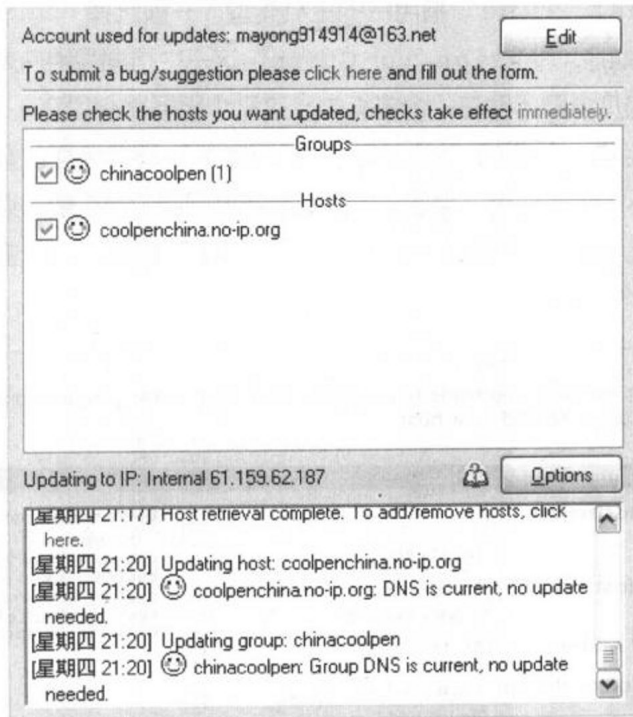 Account used for updates: mayong914914@163.net
Edit
To submit a bug/suggestion please click here and fill out the form.
Please check the hosts you want updated, checks take effect immediately.
Groups
chinacoolpen (1)
Hosts
coolpenchina.no-ip.org
Updating to IP: Internal 61.159.62.187
Options
[星期四 21:17] Host retrieval complete. To add/remove hosts, click
here.
[星期四 21:20] Updating host: coolpenchina.no-ip.org
[星期四 21:20] coolpenchina.no-ip.org: DNS is current, no update
needed.
[星期四 21:20] Updating group: chinacoolpen
[星期四 21:20] chinacoolpen: Group DNS is current, no update
needed.